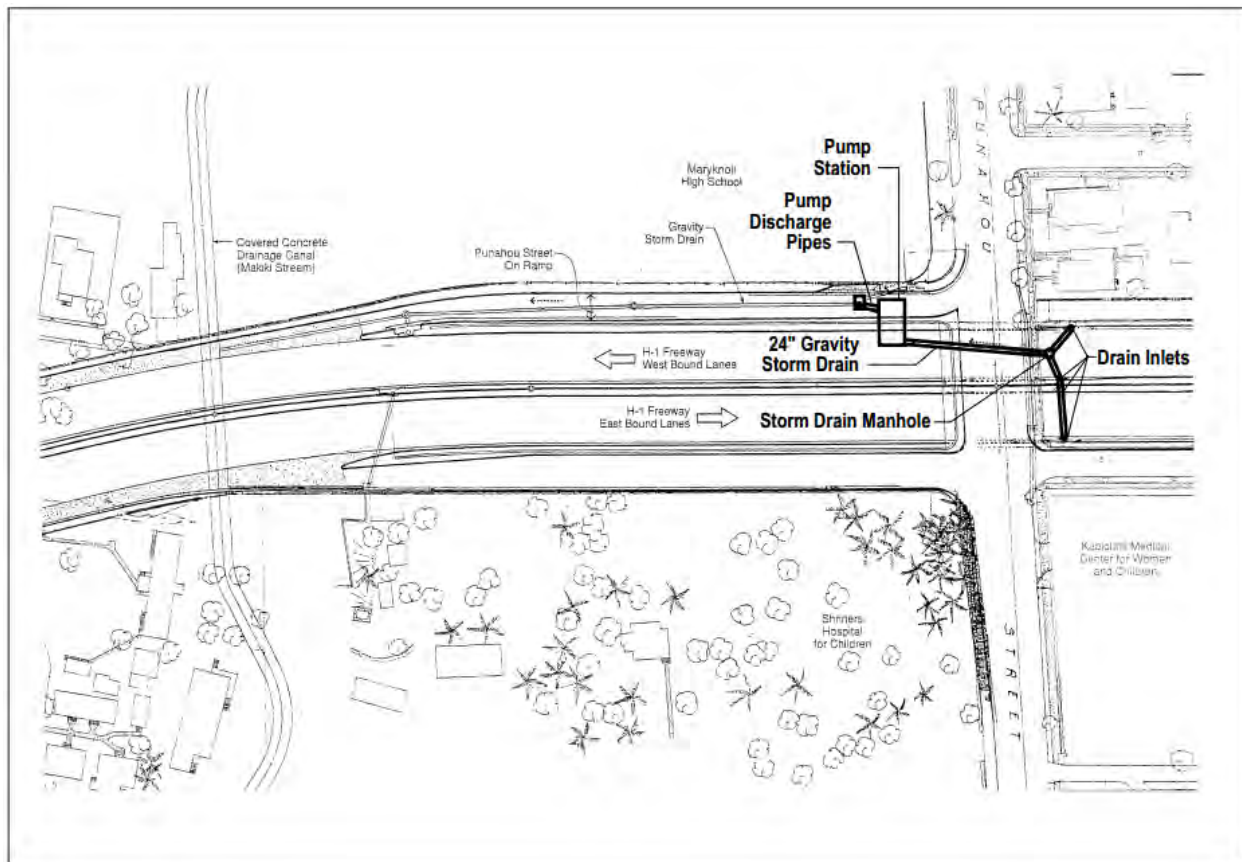 PUNAHOU
Pump
Station
Maryknoll
High School
Pump
Discharge
Pipes
Gravity
Storm Drain
Covered Concrete
Drainage Canal
(Makiki Stream)
Punahou Street
On Ramp
24" Gravity
Storm Drain
Drain Inlets
H-1 Freeway
West Bound Lanes
H-1 Freeway
East Bound Lanes
Storm Drain Manhole
Kapiolani Medical
Center for Women
and Children
Shriners
Hospital
for Children
STREET